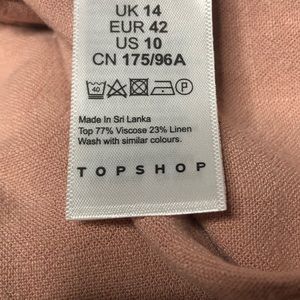 UK 14
EUR 42
US 10
CN 175/96A
40 P
Made In Sri Lanka
Top 77% Viscose 23% Linen
Wash with similar colours.
TOPSHOP